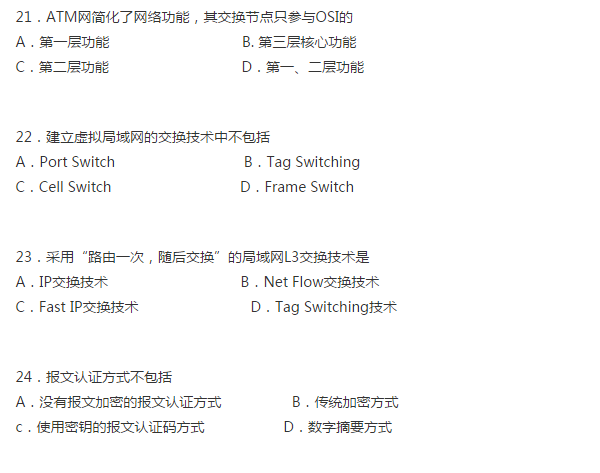 21．ATM网简化了网络功能，其交换节点只参与OSI的
A．第一层功能 B. 第三层核心功能
C．第二层功能 D．第一、二层功能
22．建立虚拟局域网的交换技术中不包括
A．Port Switch B．Tag Switching
C．Cell Switch D．Frame Switch
23．采用“路由一次，随后交换”的局域网L3交换技术是
A．IP交换技术 B．Net Flow交换技术
C．Fast IP交换技术 D．Tag Switching技术
24．报文认证方式不包括
A．没有报文加密的报文认证方式 B．传统加密方式
c．使用密钥的报文认证码方式 D．数字摘要方式